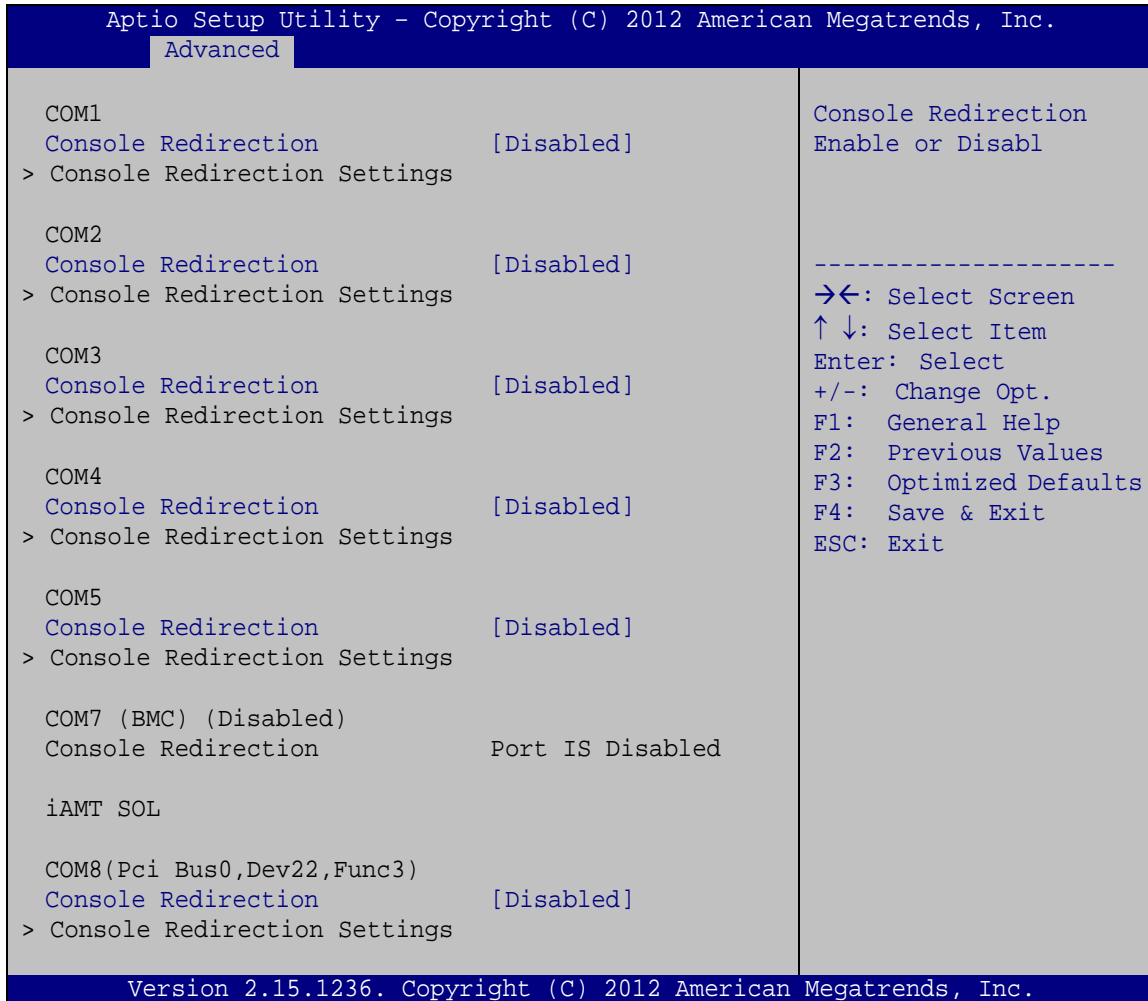 Aptio Setup Utility – Copyright (C) 2012 American Megatrends, Inc.
Advanced
COM1
Console Redirection [Disabled]
> Console Redirection Settings
COM2
Console Redirection [Disabled]
> Console Redirection Settings
COM3
Console Redirection [Disabled]
> Console Redirection Settings
COM4
Console Redirection [Disabled]
> Console Redirection Settings
COM5
Console Redirection [Disabled]
> Console Redirection Settings
COM7 (BMC) (Disabled)
Console Redirection Port IS Disabled
iAMT SOL
COM8(Pci Bus0,Dev22,Func3)
Console Redirection [Disabled]
> Console Redirection Settings
Console Redirection
Enable or Disabl
---------------------
→←: Select Screen
↑ ↓: Select Item
Enter: Select
+/-: Change Opt.
F1: General Help
F2: Previous Values
F3: Optimized Defaults
F4: Save & Exit
ESC: Exit
Version 2.15.1236. Copyright (C) 2012 American Megatrends, Inc.